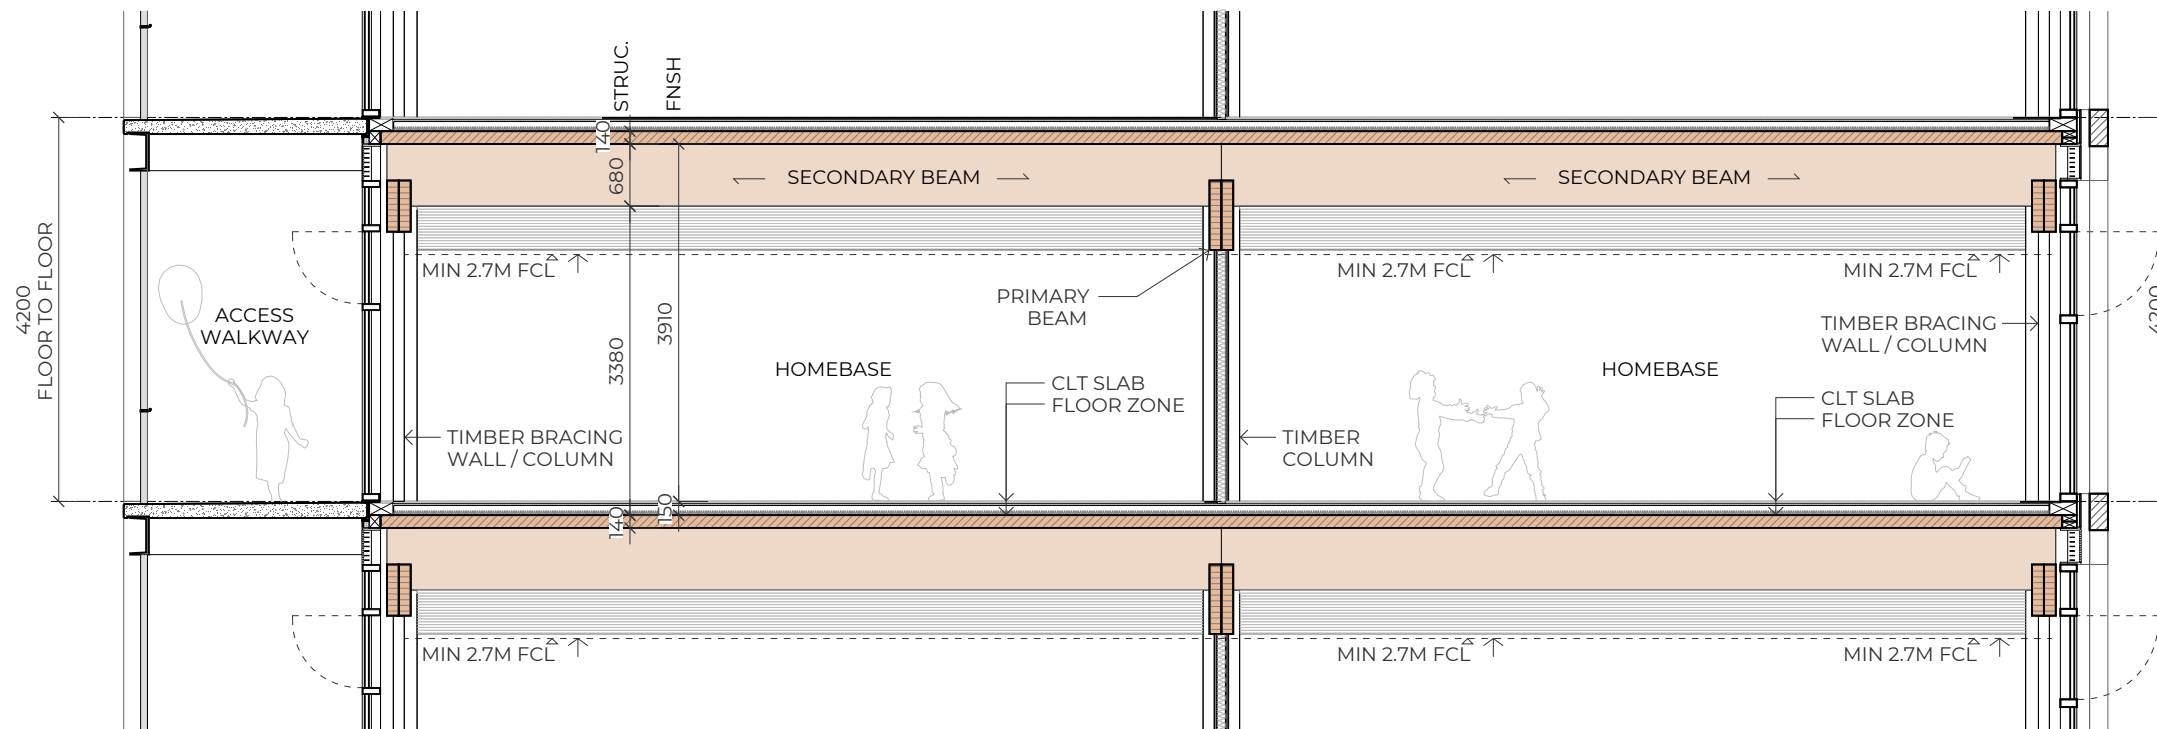 STRUC.
FNSH
140
680
SECONDARY BEAM
SECONDARY BEAM
4200
FLOOR TO FLOOR
MIN 2.7M FCL
MIN 2.7M FCL
MIN 2.7M FCL
PRIMARY
BEAM
ACCESS
WALKWAY
3380
3910
TIMBER BRACING
WALL / COLUMN
4200
HOMEBASE
HOMEBASE
CLT SLAB
FLOOR ZONE
CLT SLAB
FLOOR ZONE
TIMBER BRACING
WALL / COLUMN
TIMBER
COLUMN
140
150
MIN 2.7M FCL
MIN 2.7M FCL
MIN 2.7M FCL